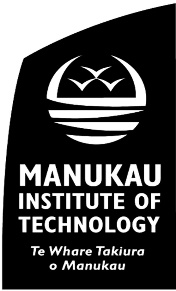 MANUKAU
INSTITUTE OF
TECHNOLOGY
Te Whare Takiura
o Manukau